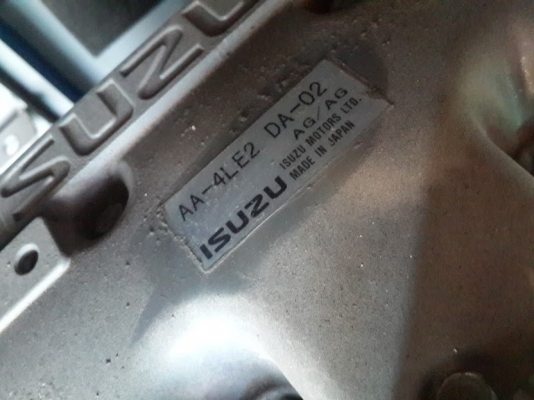 ISUZU
AA-4LE2 DA-02
AG AG
ISUZU ISUZU MOTORS LTD.
MADE IN JAPAN